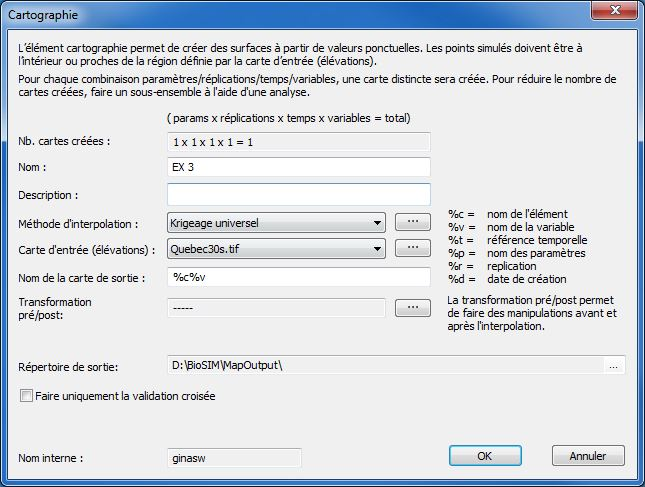 Cartographie
L'élément cartographie permet de créer des surfaces à partir de valeurs ponctuelles. Les points simulés doivent être à
l'intérieur ou proches de la région définie par la carte d'entrée (élévations).
Pour chaque combinaison paramètres/réplications/temps/variables, une carte distincte sera créée. Pour réduire le nombre de
cartes créées, faire un sous-ensemble à l'aide d'une analyse.
( params x réplications x temps x variables = total)
Nb. cartes créées : 1 x 1 x 1 x 1 = 1
Nom : EX 3
Description :
Méthode d'interpolation : Krigeage universel ...
Carte d'entrée (élévations) : Quebec30s.tif ...
Nom de la carte de sortie : %c%v
%c = nom de l'élément
%v = nom de la variable
%t = référence temporelle
%p = nom des paramètres
%r = replication
%d = date de création
Transformation
pré/post: ----- ...
La transformation pré/post permet
de faire des manipulations avant et
après l'interpolation.
Répertoire de sortie: D:\BioSIM\MapOutput\ ...
Faire uniquement la validation croisée
Nom interne : ginasw
OK Annuler